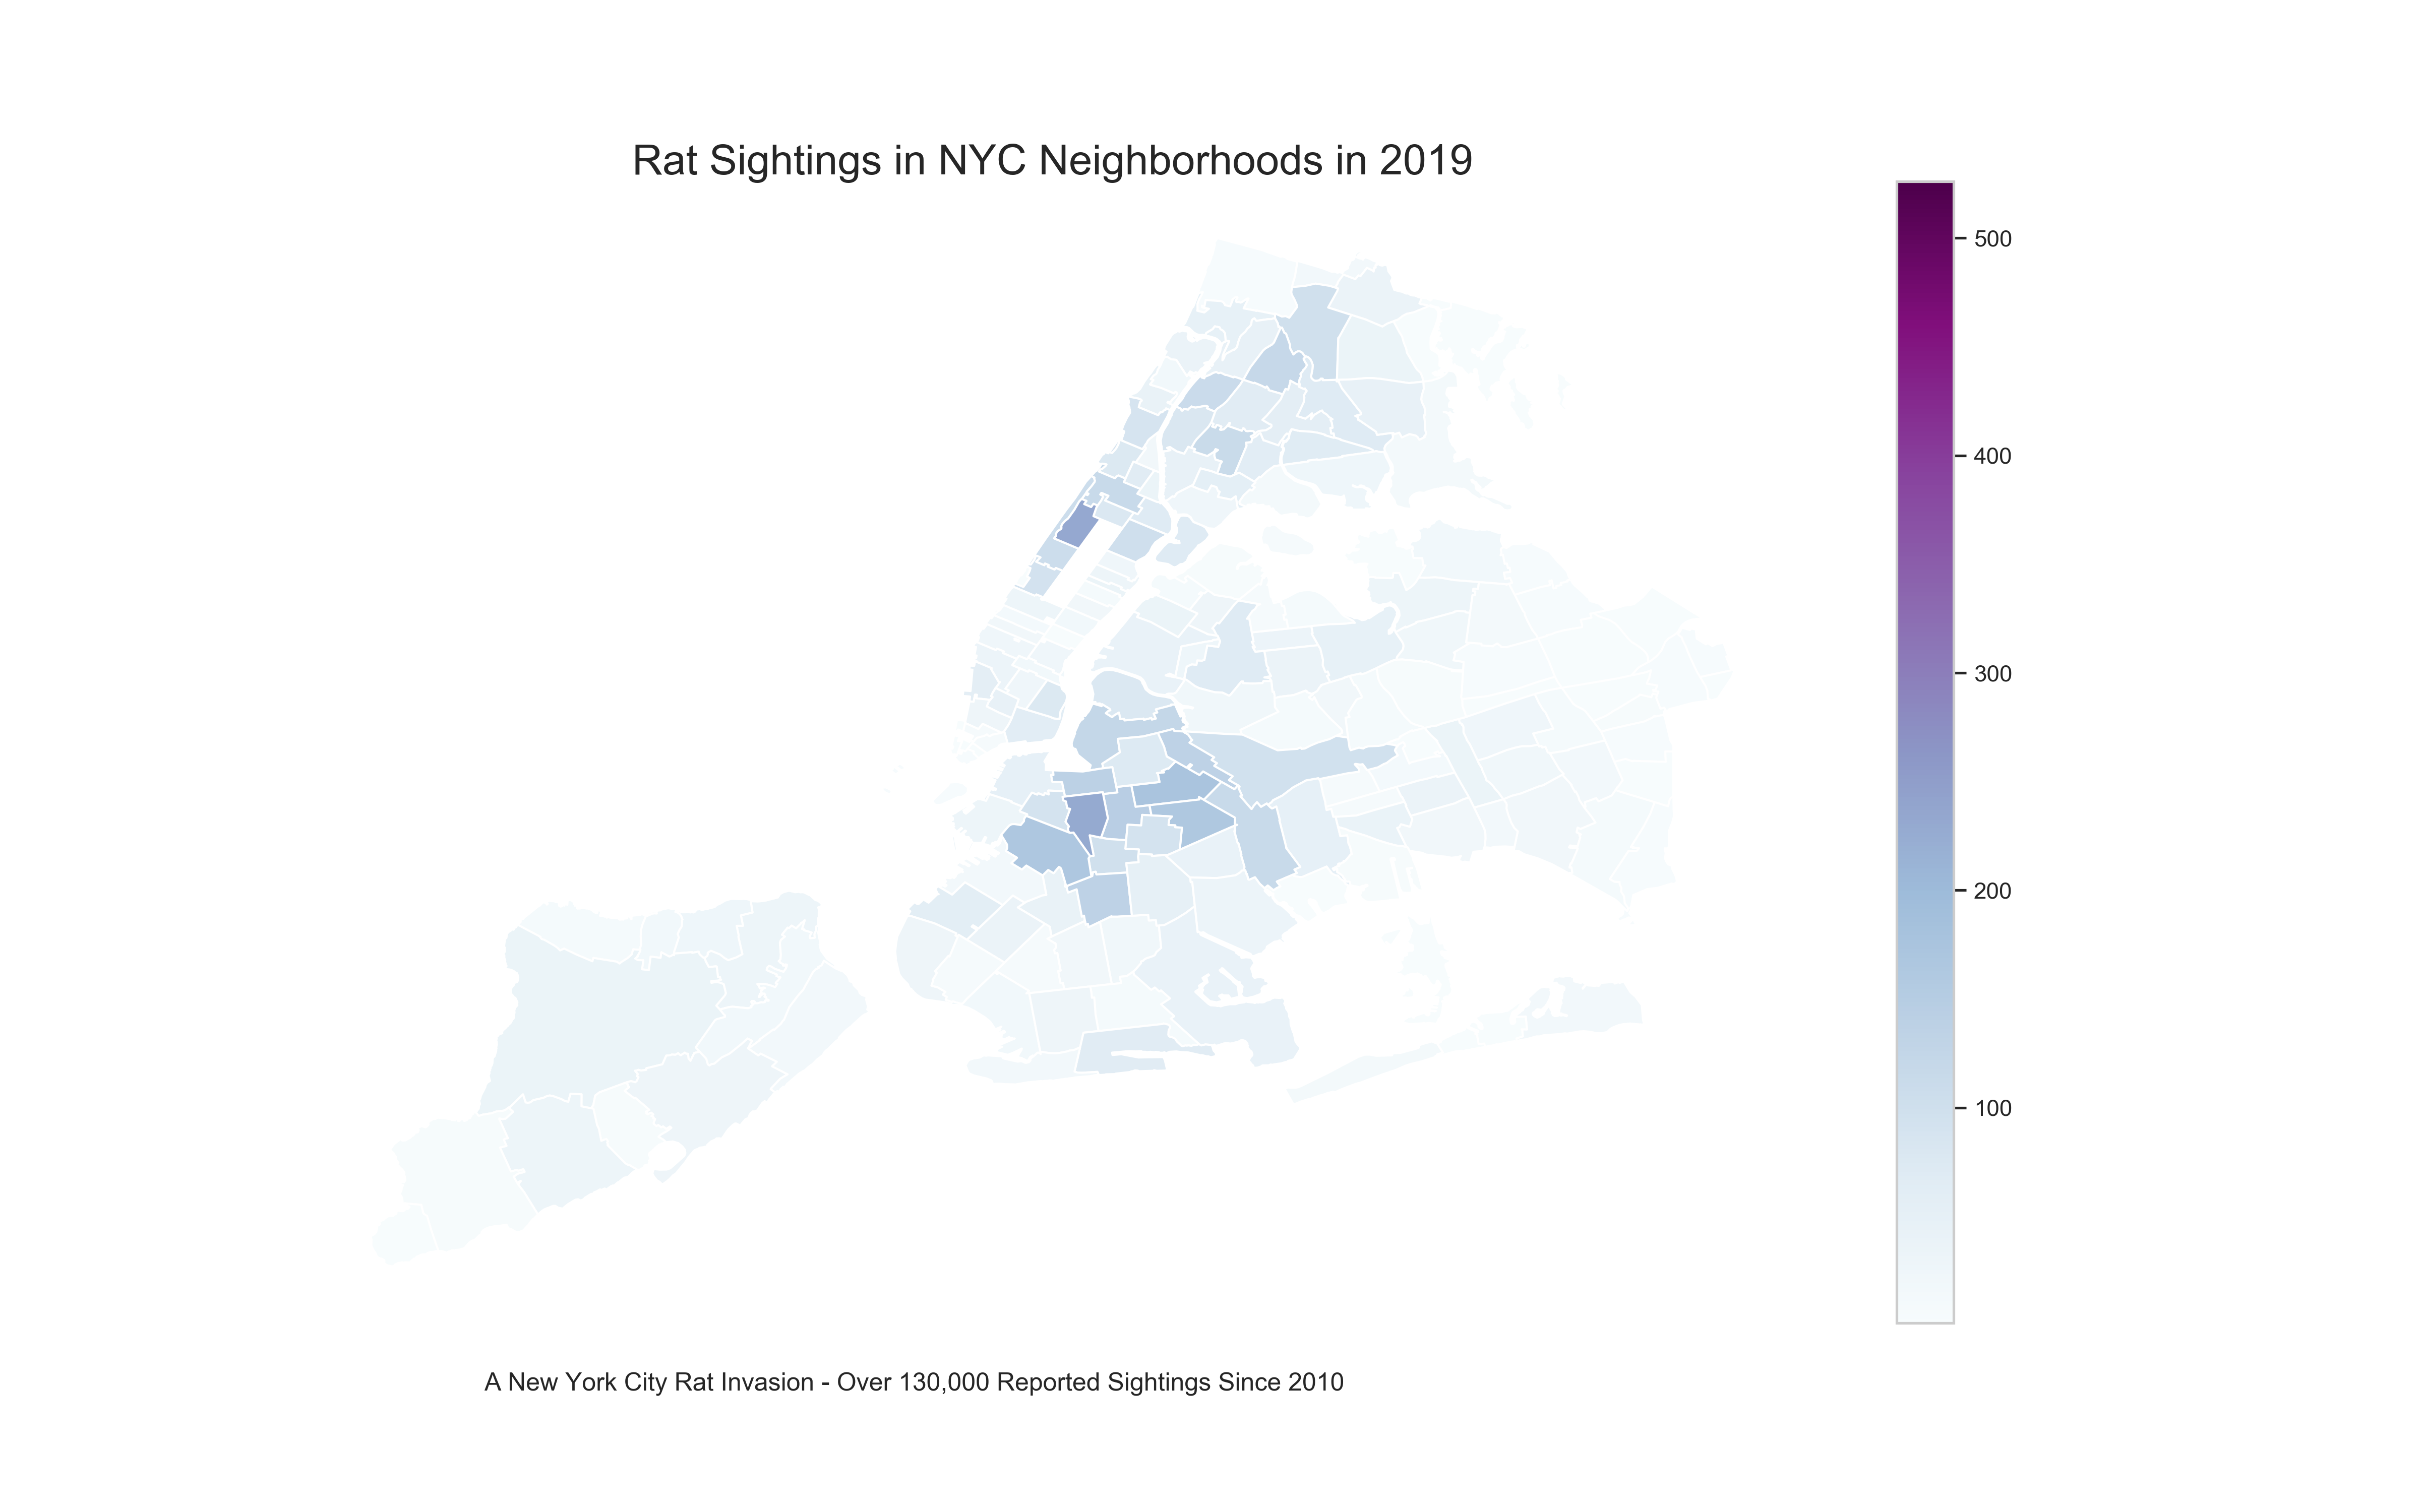 Rat Sightings in NYC Neighborhoods in 2019
500
400
300
200
100
A New York City Rat Invasion - Over 130,000 Reported Sightings Since 2010